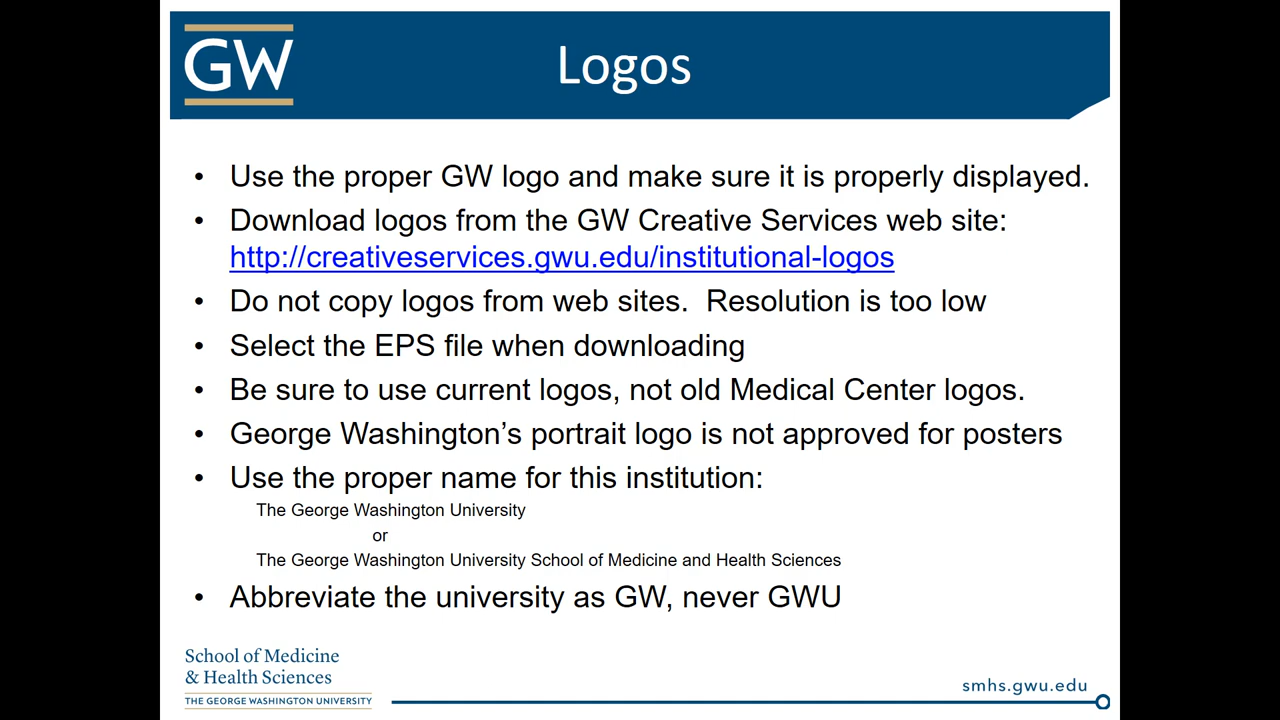 GW
Logos
• Use the proper GW logo and make sure it is properly displayed.
• Download logos from the GW Creative Services web site:
http://creativeservices.gwu.edu/institutional-logos
• Do not copy logos from web sites.  Resolution is too low
• Select the EPS file when downloading
• Be sure to use current logos, not old Medical Center logos.
• George Washington’s portrait logo is not approved for posters
• Use the proper name for this institution:
The George Washington University
or
The George Washington University School of Medicine and Health Sciences
• Abbreviate the university as GW, never GWU
School of Medicine
& Health Sciences
THE GEORGE WASHINGTON UNIVERSITY
smhs.gwu.edu